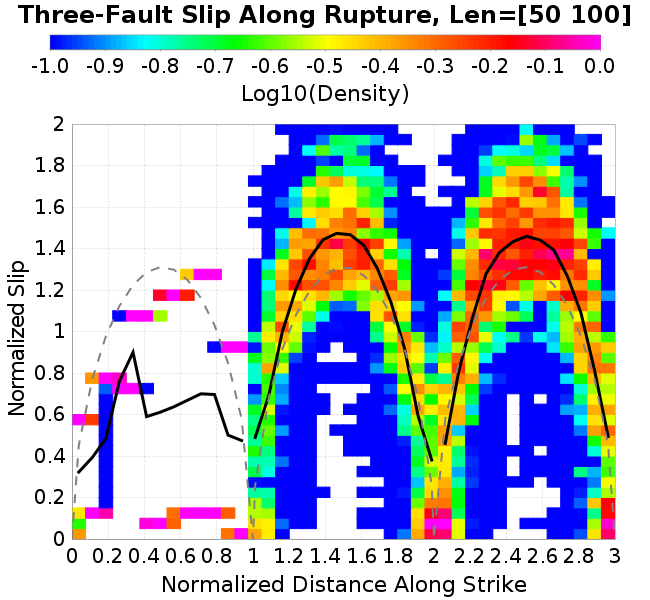 Three-Fault Slip Along Rupture, Len=[50 100]
-1.0 -0.9 -0.8 -0.7 -0.6 -0.5 -0.4 -0.3 -0.2 -0.1 0.0
Log10(Density)
2
1.8
1.6
1.4
1.2
1
0.8
0.6
0.4
0.2
0
Normalized Slip
0 0.2 0.4 0.6 0.8 1 1.2 1.4 1.6 1.8 2 2.2 2.4 2.6 2.8 3
Normalized Distance Along Strike